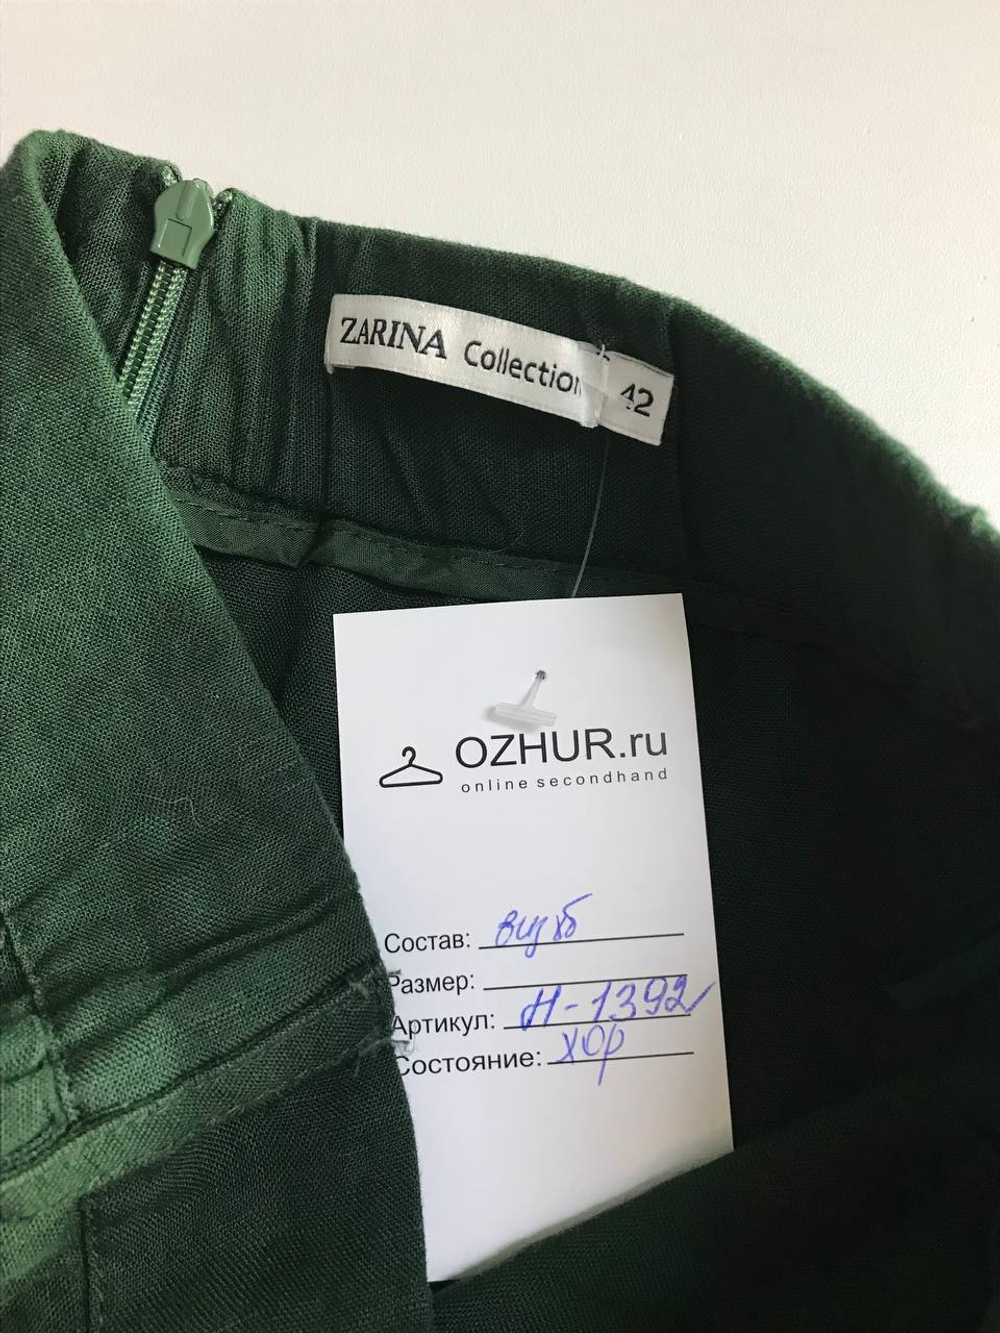 ZARINA Collection 42
OZHUR.ru
online secondhand
Состав: виз хб
Размер:
Артикул: Н-1392
Состояние: хор